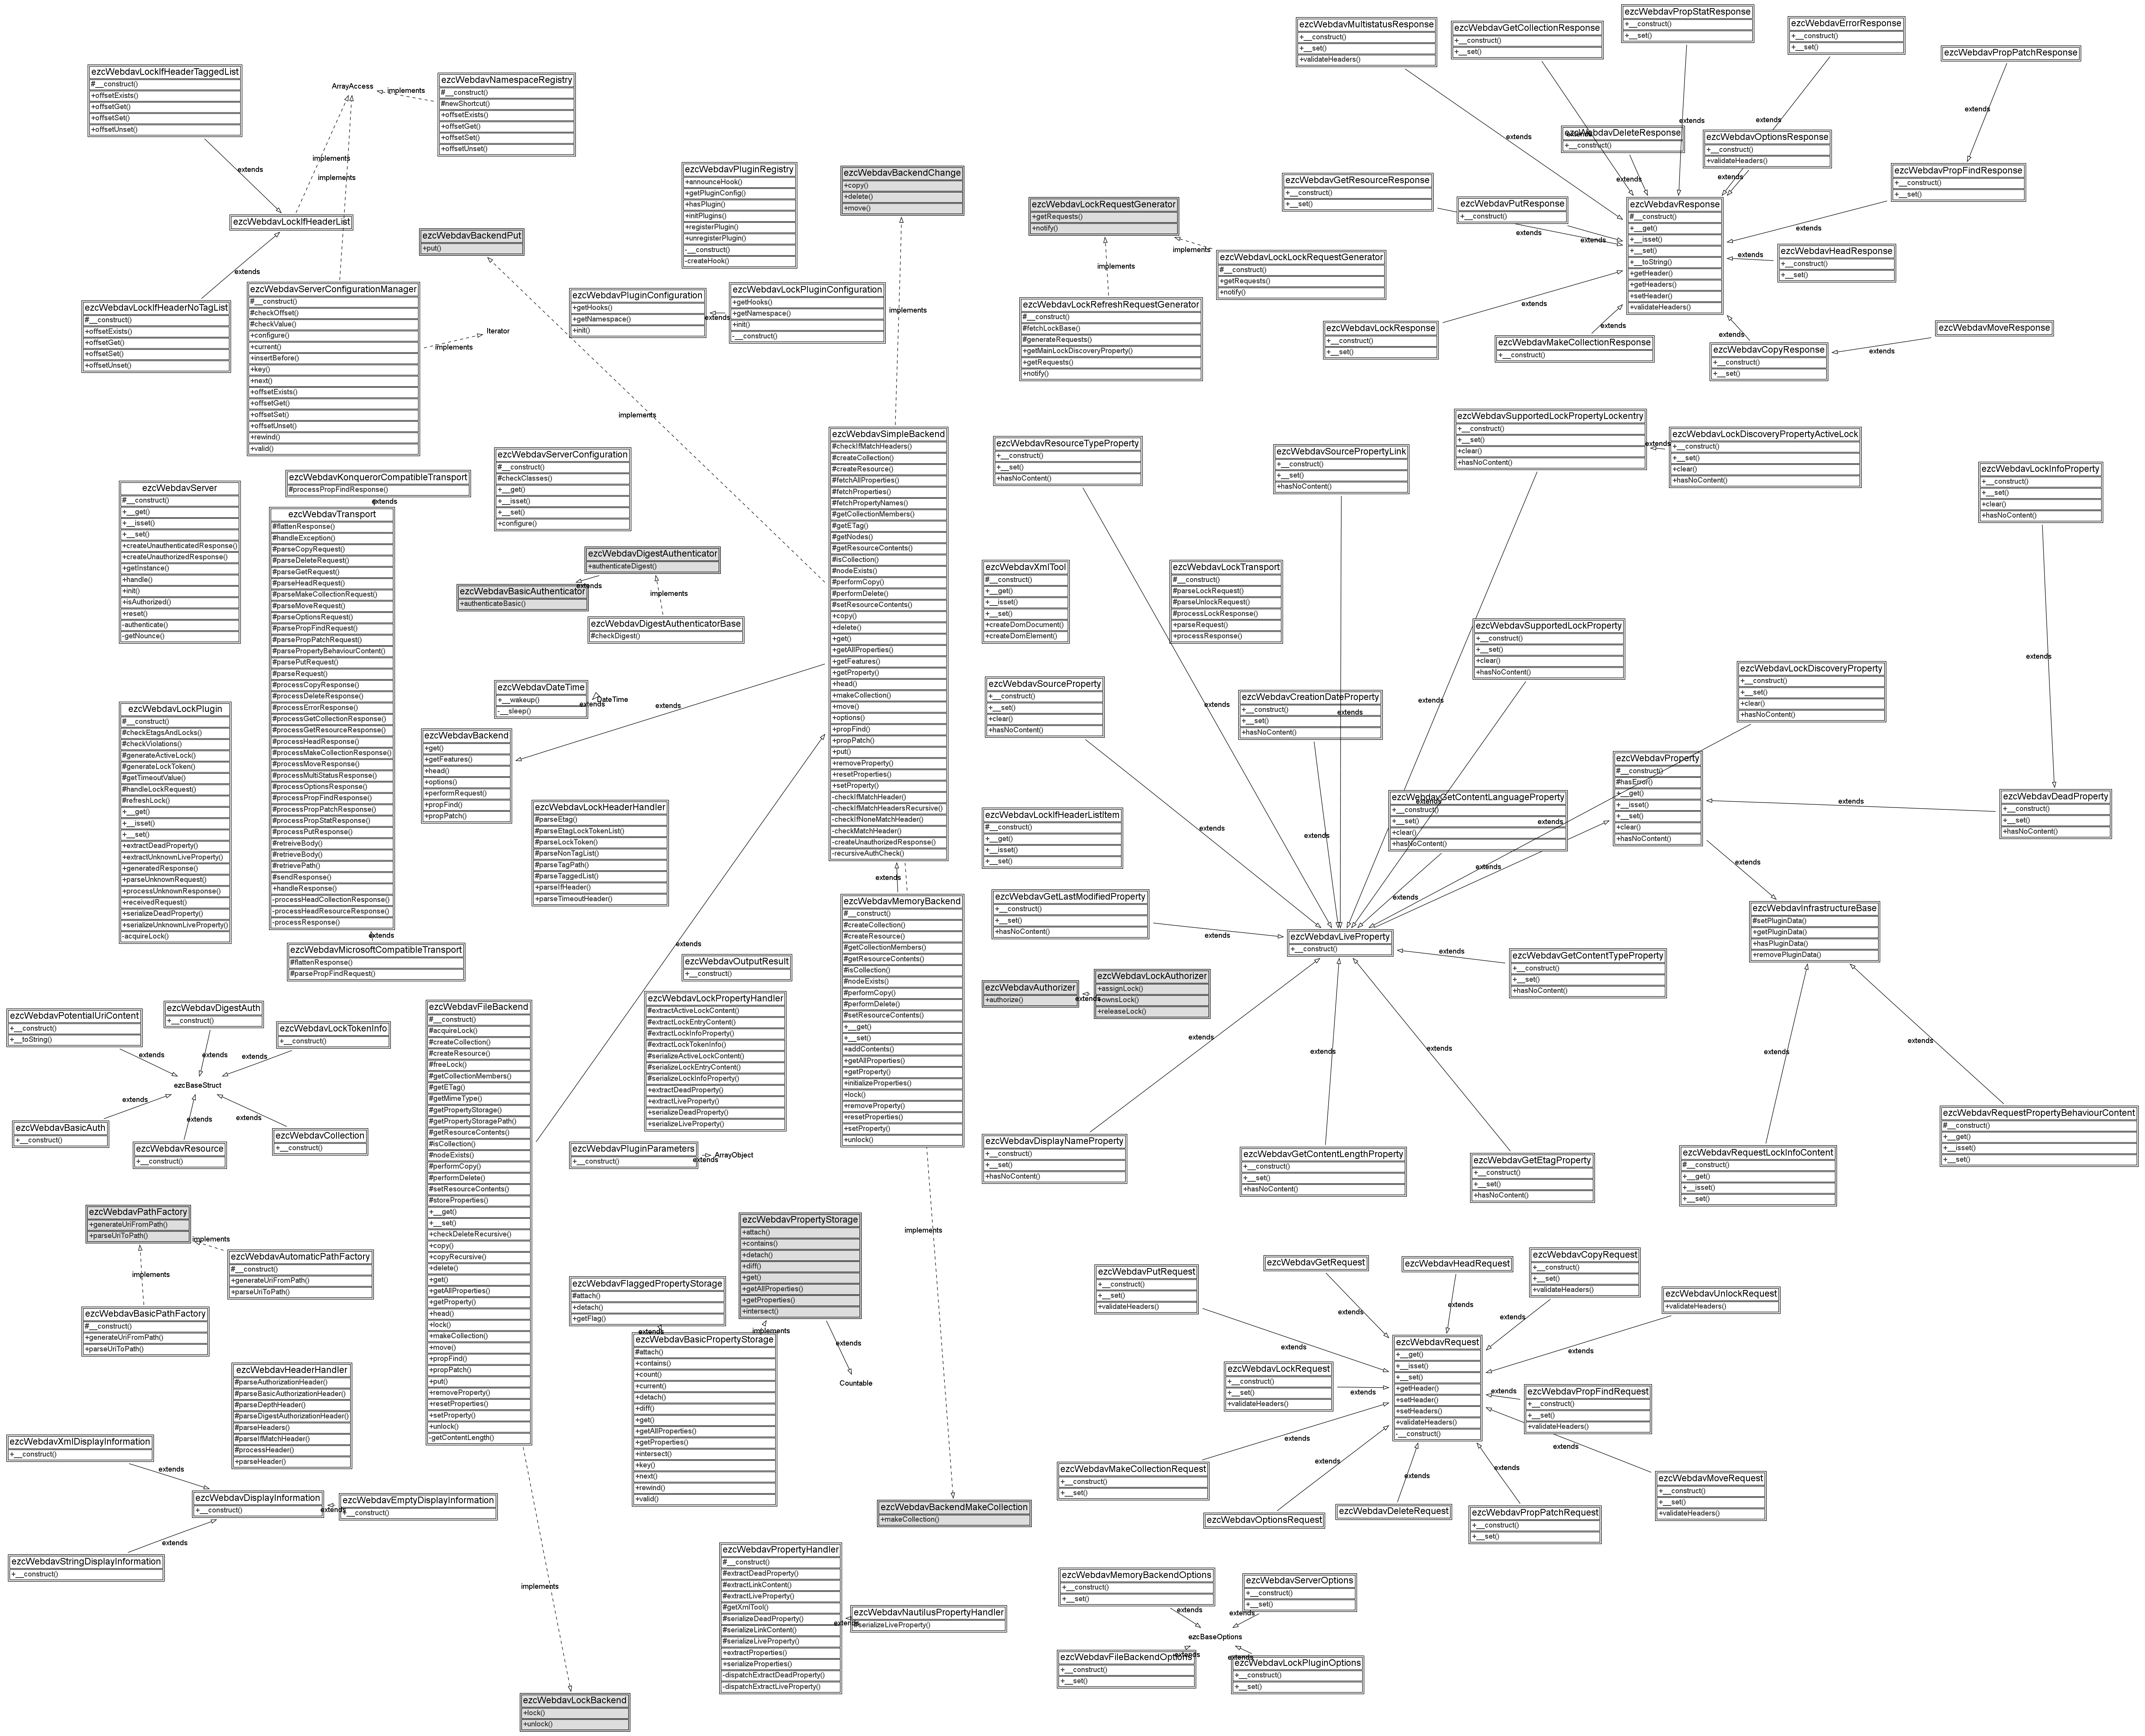 ezcWebdavLockIfHeaderTaggedList
#__construct()
+offsetExists()
+offsetGet()
+offsetSet()
+offsetUnset()
ArrayAccess
implements
ezcWebdavNamespaceRegistry
#__construct()
#newShortcut()
+offsetExists()
+offsetGet()
+offsetSet()
+offsetUnset()
implements
implements
extends
ezcWebdavLockIfHeaderList
extends
ezcWebdavLockIfHeaderNoTagList
#__construct()
+offsetExists()
+offsetGet()
+offsetSet()
+offsetUnset()
ezcWebdavServerConfigurationManager
#__construct()
#checkOffset()
#checkValue()
+configure()
+current()
+insertBefore()
+key()
+next()
+offsetExists()
+offsetGet()
+offsetSet()
+offsetUnset()
+rewind()
+valid()
Iterator
implements
ezcWebdavBackendPut
+put()
implements
ezcWebdavPluginRegistry
+announceHook()
+getPluginConfig()
+hasPlugin()
+initPlugins()
+registerPlugin()
+unregisterPlugin()
-__construct()
-createHook()
ezcWebdavBackendChange
+copy()
+delete()
+move()
implements
ezcWebdavPluginConfiguration
+getHooks()
+getNamespace()
+init()
extends
ezcWebdavLockPluginConfiguration
+getHooks()
+getNamespace()
+init()
-__construct()
ezcWebdavLockRequestGenerator
+getRequests()
+notify()
implements
implements
ezcWebdavLockLockRequestGenerator
#__construct()
+getRequests()
+notify()
ezcWebdavLockRefreshRequestGenerator
#__construct()
#fetchLockBase()
#generateRequests()
+getMainLockDiscoveryProperty()
+getRequests()
+notify()
ezcWebdavMultistatusResponse
+__construct()
+__set()
+validateHeaders()
ezcWebdavGetCollectionResponse
+__construct()
+__set()
ezcWebdavPropStatResponse
+__construct()
+__set()
ezcWebdavErrorResponse
+__construct()
+__set()
ezcWebdavPropPatchResponse
extends
extends
extends
extends
extends
ezcWebdavDeleteResponse
+__construct()
ezcWebdavOptionsResponse
+__construct()
+validateHeaders()
ezcWebdavPropFindResponse
+__construct()
+__set()
ezcWebdavGetResourceResponse
+__construct()
+__set()
ezcWebdavPutResponse
+__construct()
extends
extends
extends
extends
extends
ezcWebdavResponse
#__construct()
+__get()
+__isset()
+__set()
+__toString()
+getHeader()
+getHeaders()
+setHeader()
+validateHeaders()
extends
ezcWebdavHeadResponse
+__construct()
+__set()
extends
extends
extends
extends
ezcWebdavLockResponse
+__construct()
+__set()
ezcWebdavMakeCollectionResponse
+__construct()
ezcWebdavCopyResponse
+__construct()
+__set()
ezcWebdavMoveResponse
ezcWebdavKonquerorCompatibleTransport
#processPropFindResponse()
extends
ezcWebdavServer
#__construct()
+__get()
+__isset()
+__set()
+createUnauthenticatedResponse()
+createUnauthorizedResponse()
+getInstance()
+handle()
+init()
+isAuthorized()
+reset()
-authenticate()
-getNounce()
ezcWebdavTransport
#flattenResponse()
#handleException()
#parseCopyRequest()
#parseDeleteRequest()
#parseGetRequest()
#parseHeadRequest()
#parseMakeCollectionRequest()
#parseMoveRequest()
#parseOptionsRequest()
#parsePropFindRequest()
#parsePropPatchRequest()
#parsePropertyBehaviourContent()
#parsePutRequest()
#parseRequest()
#processCopyResponse()
#processDeleteResponse()
#processErrorResponse()
#processGetCollectionResponse()
#processGetResourceResponse()
#processHeadResponse()
#processMakeCollectionResponse()
#processMoveResponse()
#processMultiStatusResponse()
#processOptionsResponse()
#processPropFindResponse()
#processPropPatchResponse()
#processPropStatResponse()
#processPutResponse()
#retreiveBody()
#retrieveBody()
#retrievePath()
#sendResponse()
+handleResponse()
-processHeadCollectionResponse()
-processHeadResourceResponse()
-processResponse()
extends
ezcWebdavMicrosoftCompatibleTransport
#flattenResponse()
#parsePropFindRequest()
ezcWebdavServerConfiguration
#__construct()
#checkClasses()
+__get()
+__isset()
+__set()
+configure()
ezcWebdavDigestAuthenticator
+authenticateDigest()
extends
ezcWebdavBasicAuthenticator
+authenticateBasic()
implements
ezcWebdavDigestAuthenticatorBase
#checkDigest()
ezcWebdavDateTime
+__wakeup()
-__sleep()
DateTime
extends
ezcWebdavBackend
+get()
+getFeatures()
+head()
+options()
+performRequest()
+propFind()
+propPatch()
extends
ezcWebdavSimpleBackend
#checkIfMatchHeaders()
#createCollection()
#createResource()
#fetchAllProperties()
#fetchProperties()
#fetchPropertyNames()
#getCollectionMembers()
#getETag()
#getNodes()
#getResourceContents()
#isCollection()
#nodeExists()
#performCopy()
#performDelete()
#setResourceContents()
+copy()
+delete()
+get()
+getAllProperties()
+getFeatures()
+getProperty()
+head()
+makeCollection()
+move()
+options()
+propFind()
+propPatch()
+put()
+removeProperty()
+resetProperties()
+setProperty()
-checkIfMatchHeader()
-checkIfMatchHeadersRecursive()
-checkIfNoneMatchHeader()
-checkMatchHeader()
-createUnauthorizedResponse()
-recursiveAuthCheck()
extends
extends
ezcWebdavLockPlugin
#__construct()
#checkEtagsAndLocks()
#checkViolations()
#generateActiveLock()
#generateLockToken()
#getTimeoutValue()
#handleLockRequest()
#refreshLock()
+__get()
+__isset()
+__set()
+extractDeadProperty()
+extractUnknownLiveProperty()
+generatedResponse()
+parseUnknownRequest()
+processUnknownResponse()
+receivedRequest()
+serializeDeadProperty()
+serializeUnknownLiveProperty()
-acquireLock()
ezcWebdavLockHeaderHandler
#parseEtag()
#parseEtagLockTokenList()
#parseLockToken()
#parseNonTagList()
#parseTagPath()
#parseTaggedList()
+parseIfHeader()
+parseTimeoutHeader()
ezcWebdavMemoryBackend
#__construct()
#createCollection()
#createResource()
#getCollectionMembers()
#getResourceContents()
#isCollection()
#nodeExists()
#performCopy()
#performDelete()
#setResourceContents()
+__get()
+__set()
+addContents()
+getAllProperties()
+getProperty()
+initializeProperties()
+lock()
+removeProperty()
+resetProperties()
+setProperty()
+unlock()
implements
ezcWebdavOutputResult
+__construct()
ezcWebdavLockPropertyHandler
#extractActiveLockContent()
#extractLockEntryContent()
#extractLockInfoProperty()
#extractLockTokenInfo()
#serializeActiveLockContent()
#serializeLockEntryContent()
#serializeLockInfoProperty()
+extractDeadProperty()
+extractLiveProperty()
+serializeDeadProperty()
+serializeLiveProperty()
ezcWebdavPluginParameters
+__construct()
extends
ArrayObject
ezcWebdavFileBackend
#__construct()
#acquireLock()
#createCollection()
#createResource()
#freeLock()
#getCollectionMembers()
#getETag()
#getMimeType()
#getPropertyStorage()
#getPropertyStoragePath()
#getResourceContents()
#isCollection()
#nodeExists()
#performCopy()
#performDelete()
#setResourceContents()
#storeProperties()
+__get()
+__set()
+checkDeleteRecursive()
+copy()
+copyRecursive()
+delete()
+get()
+getAllProperties()
+getProperty()
+head()
+lock()
+makeCollection()
+move()
+propFind()
+propPatch()
+put()
+removeProperty()
+resetProperties()
+setProperty()
+unlock()
-getContentLength()
implements
ezcWebdavLockBackend
+lock()
+unlock()
ezcWebdavPotentialUriContent
+__construct()
+__toString()
ezcWebdavDigestAuth
+__construct()
ezcWebdavLockTokenInfo
+__construct()
extends
extends
extends
ezcBaseStruct
extends
extends
extends
ezcWebdavBasicAuth
+__construct()
ezcWebdavResource
+__construct()
ezcWebdavCollection
+__construct()
ezcWebdavPathFactory
+generateUriFromPath()
+parseUriToPath()
implements
implements
ezcWebdavAutomaticPathFactory
#__construct()
+generateUriFromPath()
+parseUriToPath()
ezcWebdavBasicPathFactory
#__construct()
+generateUriFromPath()
+parseUriToPath()
ezcWebdavHeaderHandler
#parseAuthorizationHeader()
#parseBasicAuthorizationHeader()
#parseDepthHeader()
#parseDigestAuthorizationHeader()
#parseHeaders()
#parseIfMatchHeader()
#processHeader()
+parseHeader()
ezcWebdavXmlDisplayInformation
+__construct()
extends
ezcWebdavDisplayInformation
+__construct()
extends
ezcWebdavEmptyDisplayInformation
+__construct()
extends
ezcWebdavStringDisplayInformation
+__construct()
ezcWebdavFlaggedPropertyStorage
#attach()
+detach()
+getFlag()
extends
ezcWebdavPropertyStorage
+attach()
+contains()
+detach()
+diff()
+get()
+getAllProperties()
+getProperties()
+intersect()
implements
extends
Countable
ezcWebdavBasicPropertyStorage
#attach()
+contains()
+count()
+current()
+detach()
+diff()
+get()
+getAllProperties()
+getProperties()
+intersect()
+key()
+next()
+rewind()
+valid()
ezcWebdavBackendMakeCollection
+makeCollection()
ezcWebdavPropertyHandler
#__construct()
#extractDeadProperty()
#extractLinkContent()
#extractLiveProperty()
#getXmlTool()
#serializeDeadProperty()
#serializeLinkContent()
#serializeLiveProperty()
+extractProperties()
+serializeProperties()
-dispatchExtractDeadProperty()
-dispatchExtractLiveProperty()
extends
ezcWebdavNautilusPropertyHandler
#serializeLiveProperty()
ezcWebdavResourceTypeProperty
+__construct()
+__set()
+hasNoContent()
ezcWebdavSourcePropertyLink
+__construct()
+__set()
+hasNoContent()
ezcWebdavSupportedLockPropertyLockentry
+__construct()
+__set()
+clear()
+hasNoContent()
extends
ezcWebdavLockDiscoveryPropertyActiveLock
+__construct()
+__set()
+clear()
+hasNoContent()
ezcWebdavLockInfoProperty
+__construct()
+__set()
+clear()
+hasNoContent()
extends
ezcWebdavXmlTool
#__construct()
+__get()
+__isset()
+__set()
+createDomDocument()
+createDomElement()
ezcWebdavLockTransport
#__construct()
#parseLockRequest()
#parseUnlockRequest()
#processLockResponse()
+parseRequest()
+processResponse()
ezcWebdavSupportedLockProperty
+__construct()
+__set()
+clear()
+hasNoContent()
ezcWebdavSourceProperty
+__construct()
+__set()
+clear()
+hasNoContent()
ezcWebdavCreationDateProperty
+__construct()
+__set()
+hasNoContent()
ezcWebdavLockDiscoveryProperty
+__construct()
+__set()
+clear()
+hasNoContent()
extends
extends
extends
ezcWebdavProperty
#__construct()
#hasError()
+__get()
+__isset()
+__set()
+clear()
+hasNoContent()
extends
ezcWebdavDeadProperty
+__construct()
+__set()
+hasNoContent()
ezcWebdavGetContentLanguageProperty
+__construct()
+__set()
+clear()
+hasNoContent()
ezcWebdavLockIfHeaderListItem
#__construct()
+__get()
+__isset()
+__set()
extends
extends
extends
extends
extends
extends
extends
ezcWebdavGetLastModifiedProperty
+__construct()
+__set()
+hasNoContent()
extends
ezcWebdavLiveProperty
+__construct()
extends
ezcWebdavGetContentTypeProperty
+__construct()
+__set()
+hasNoContent()
extends
ezcWebdavInfrastructureBase
#setPluginData()
+getPluginData()
+hasPluginData()
+removePluginData()
ezcWebdavAuthorizer
+authorize()
extends
ezcWebdavLockAuthorizer
+assignLock()
+ownsLock()
+releaseLock()
extends
extends
extends
extends
extends
ezcWebdavDisplayNameProperty
+__construct()
+__set()
+hasNoContent()
ezcWebdavGetContentLengthProperty
+__construct()
+__set()
+hasNoContent()
ezcWebdavGetEtagProperty
+__construct()
+__set()
+hasNoContent()
ezcWebdavRequestLockInfoContent
#__construct()
+__get()
+__isset()
+__set()
ezcWebdavRequestPropertyBehaviourContent
#__construct()
+__get()
+__isset()
+__set()
ezcWebdavPutRequest
+__construct()
+__set()
+validateHeaders()
ezcWebdavGetRequest
ezcWebdavHeadRequest
ezcWebdavCopyRequest
+__construct()
+__set()
+validateHeaders()
ezcWebdavUnlockRequest
+validateHeaders()
extends
extends
extends
extends
extends
ezcWebdavLockRequest
+__construct()
+__set()
+validateHeaders()
extends
ezcWebdavRequest
+__get()
+__isset()
+__set()
+getHeader()
+setHeader()
+setHeaders()
+validateHeaders()
-__construct()
extends
ezcWebdavPropFindRequest
+__construct()
+__set()
+validateHeaders()
extends
extends
extends
extends
extends
ezcWebdavMakeCollectionRequest
+__construct()
+__set()
ezcWebdavOptionsRequest
ezcWebdavDeleteRequest
ezcWebdavPropPatchRequest
+__construct()
+__set()
ezcWebdavMoveRequest
+__construct()
+__set()
+validateHeaders()
ezcWebdavMemoryBackendOptions
+__construct()
+__set()
ezcWebdavServerOptions
+__construct()
+__set()
extends
extends
ezcBaseOptions
extends
extends
ezcWebdavFileBackendOptions
+__construct()
+__set()
ezcWebdavLockPluginOptions
+__construct()
+__set()